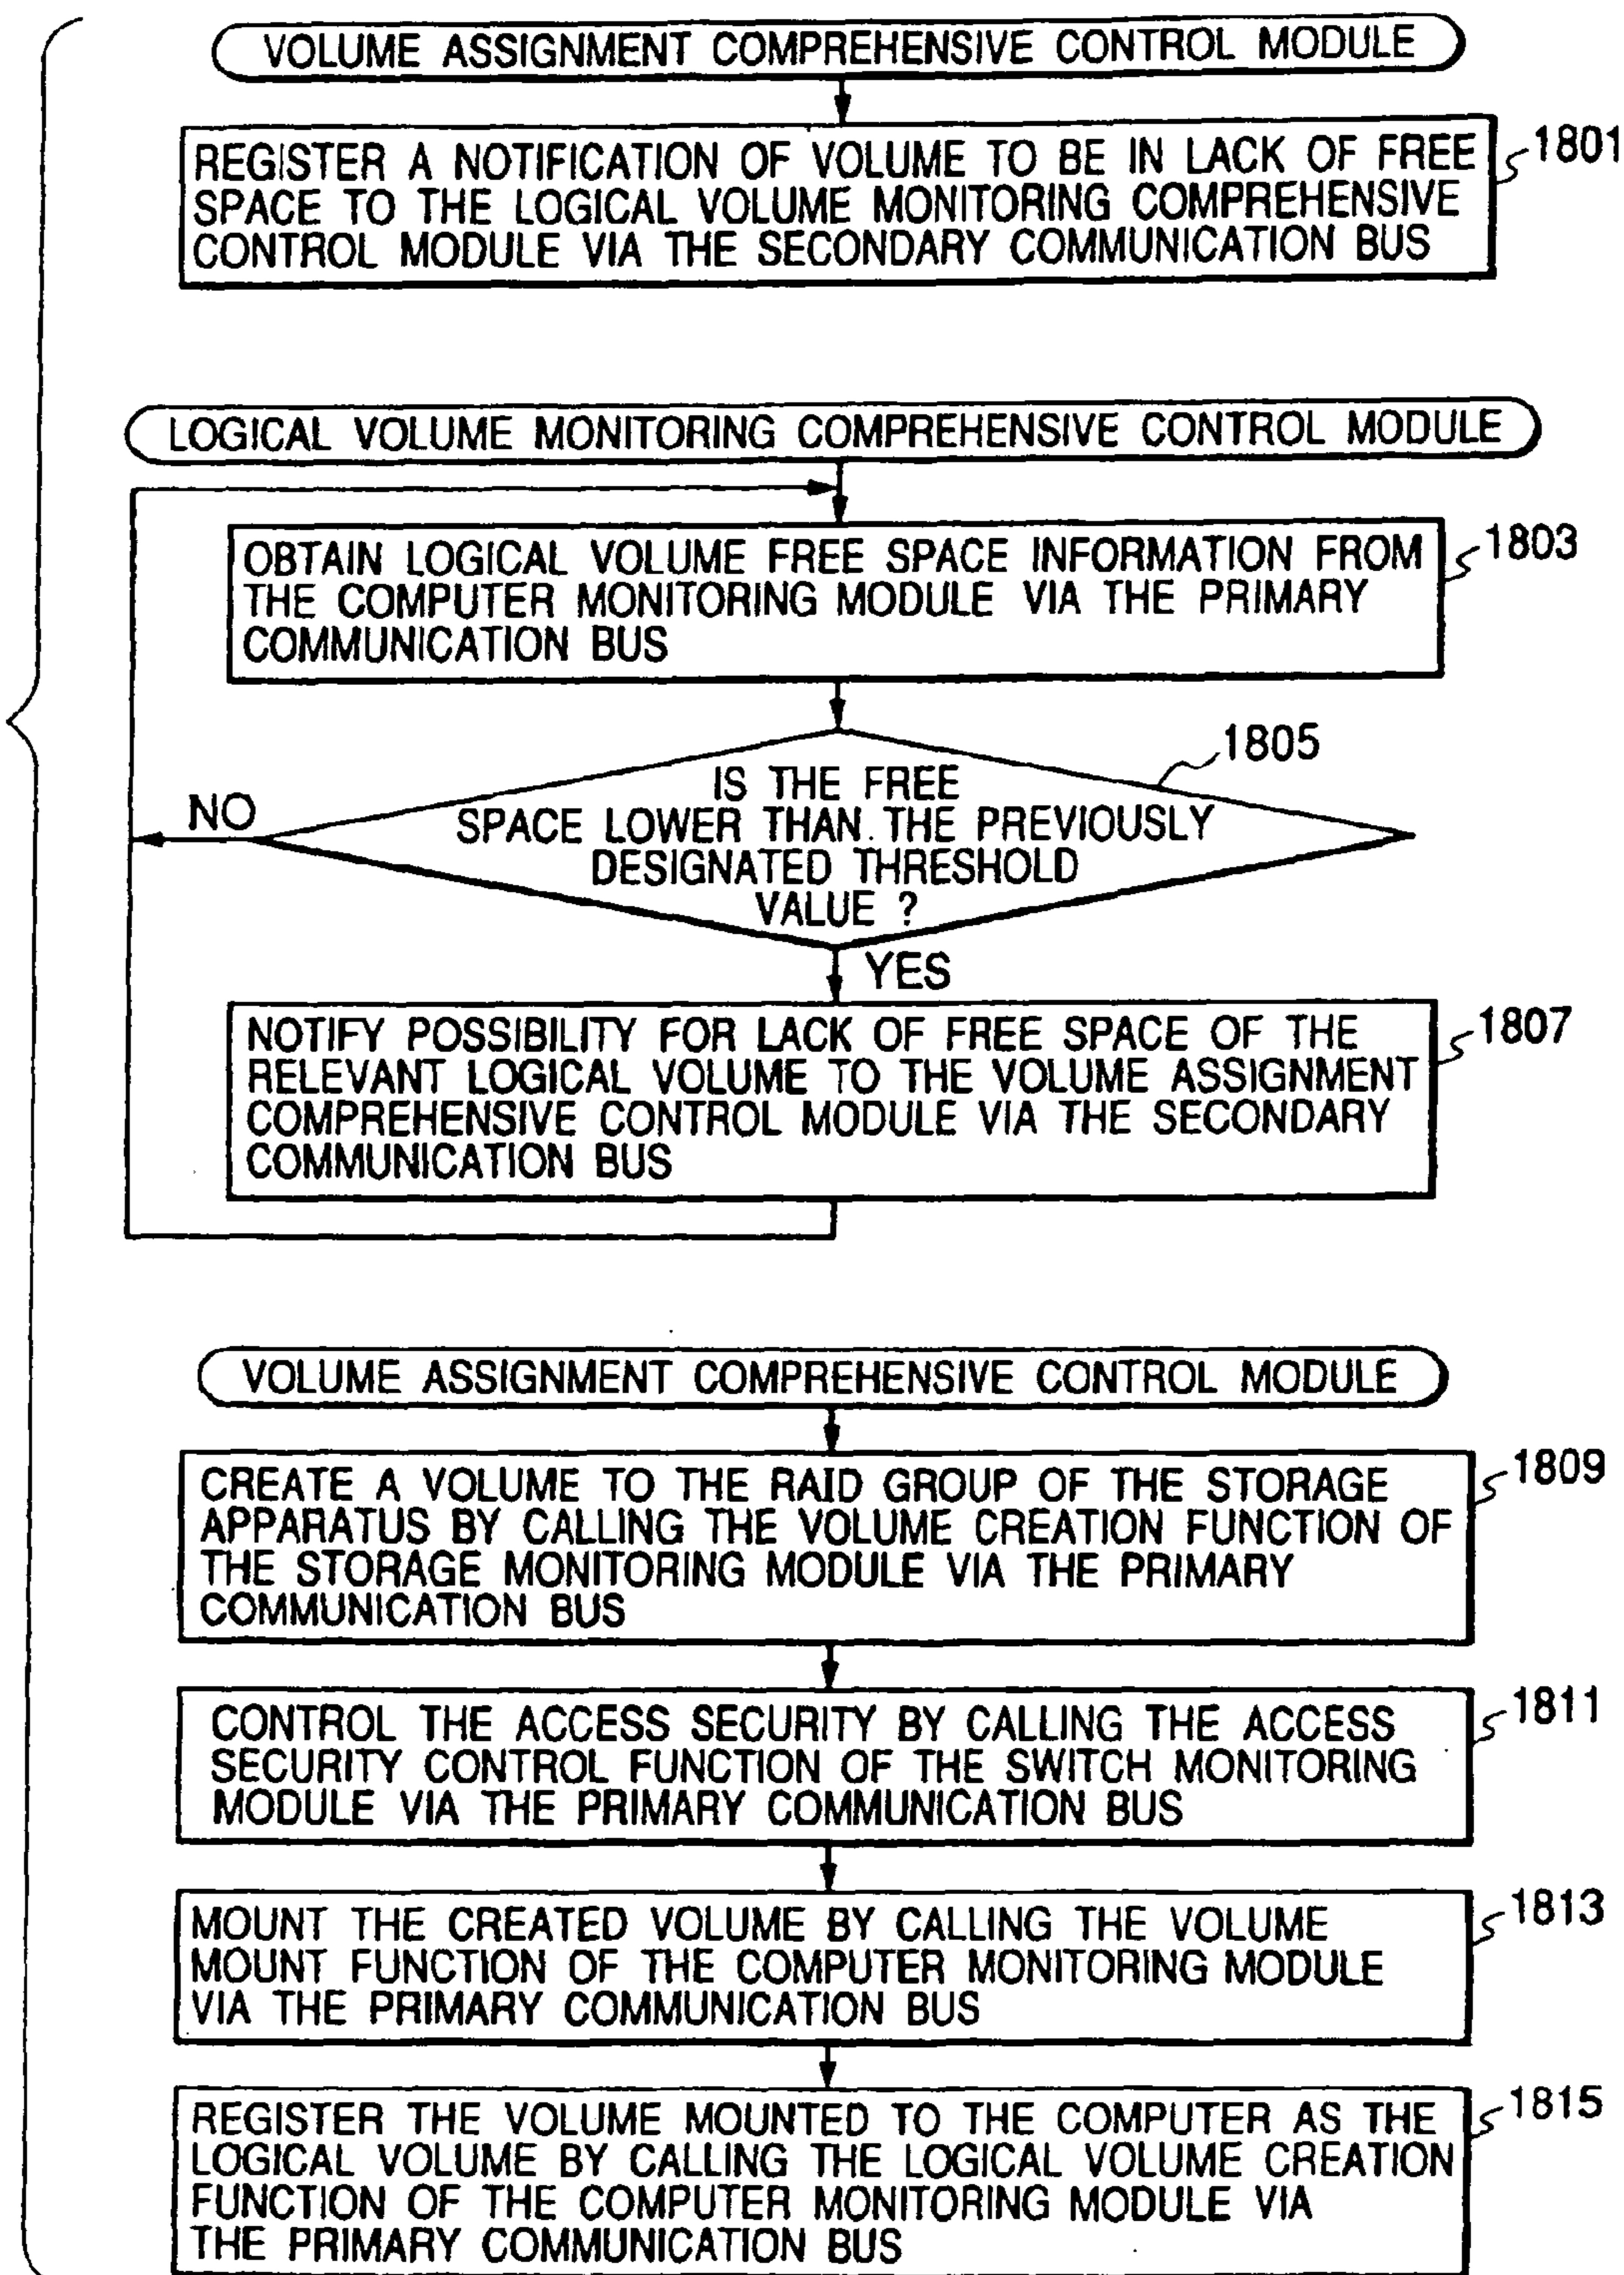 VOLUME ASSIGNMENT COMPREHENSIVE CONTROL MODULE
REGISTER A NOTIFICATION OF VOLUME TO BE IN LACK OF FREE
SPACE TO THE LOGICAL VOLUME MONITORING COMPREHENSIVE
CONTROL MODULE VIA THE SECONDARY COMMUNICATION BUS
1801
LOGICAL VOLUME MONITORING COMPREHENSIVE CONTROL MODULE
OBTAIN LOGICAL VOLUME FREE SPACE INFORMATION FROM
THE COMPUTER MONITORING MODULE VIA THE PRIMARY
COMMUNICATION BUS
1803
1805
IS THE FREE
SPACE LOWER THAN THE PREVIOUSLY
DESIGNATED THRESHOLD
VALUE ?
NO
YES
NOTIFY POSSIBILITY FOR LACK OF FREE SPACE OF THE
RELEVANT LOGICAL VOLUME TO THE VOLUME ASSIGNMENT
COMPREHENSIVE CONTROL MODULE VIA THE SECONDARY
COMMUNICATION BUS
1807
VOLUME ASSIGNMENT COMPREHENSIVE CONTROL MODULE
CREATE A VOLUME TO THE RAID GROUP OF THE STORAGE
APPARATUS BY CALLING THE VOLUME CREATION FUNCTION OF
THE STORAGE MONITORING MODULE VIA THE PRIMARY
COMMUNICATION BUS
1809
CONTROL THE ACCESS SECURITY BY CALLING THE ACCESS
SECURITY CONTROL FUNCTION OF THE SWITCH MONITORING
MODULE VIA THE PRIMARY COMMUNICATION BUS
1811
MOUNT THE CREATED VOLUME BY CALLING THE VOLUME
MOUNT FUNCTION OF THE COMPUTER MONITORING MODULE
VIA THE PRIMARY COMMUNICATION BUS
1813
REGISTER THE VOLUME MOUNTED TO THE COMPUTER AS THE
LOGICAL VOLUME BY CALLING THE LOGICAL VOLUME CREATION
FUNCTION OF THE COMPUTER MONITORING MODULE VIA
THE PRIMARY COMMUNICATION BUS
1815